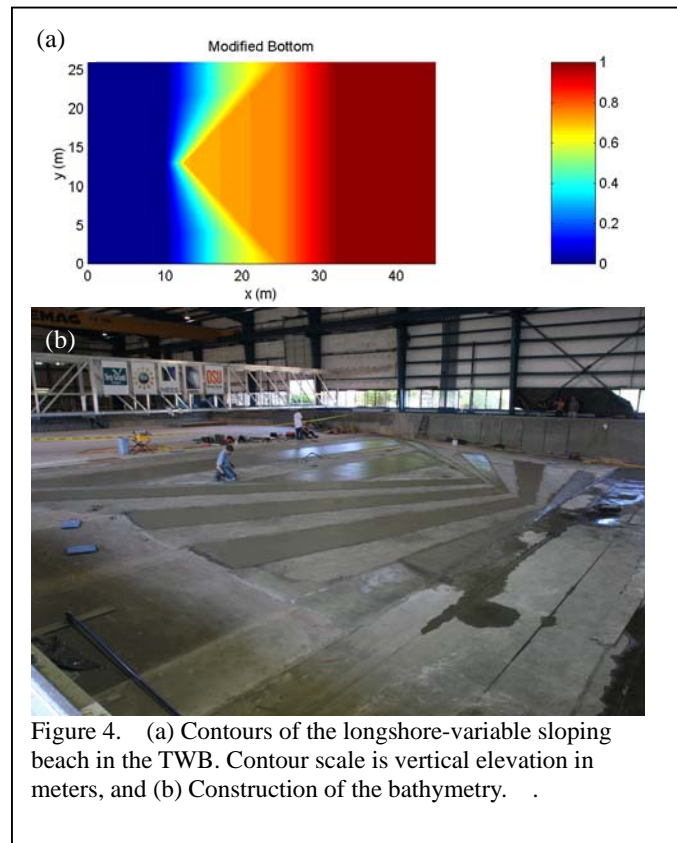 (a)
Modified Bottom
25
20
15
10
5
0
y (m)
0 10 20 30 40
x (m)
1
0.8
0.6
0.4
0.2
0
(b)
EMAG
OSU
Figure 4. (a) Contours of the longshore-variable sloping
beach in the TWB. Contour scale is vertical elevation in
meters, and (b) Construction of the bathymetry. .